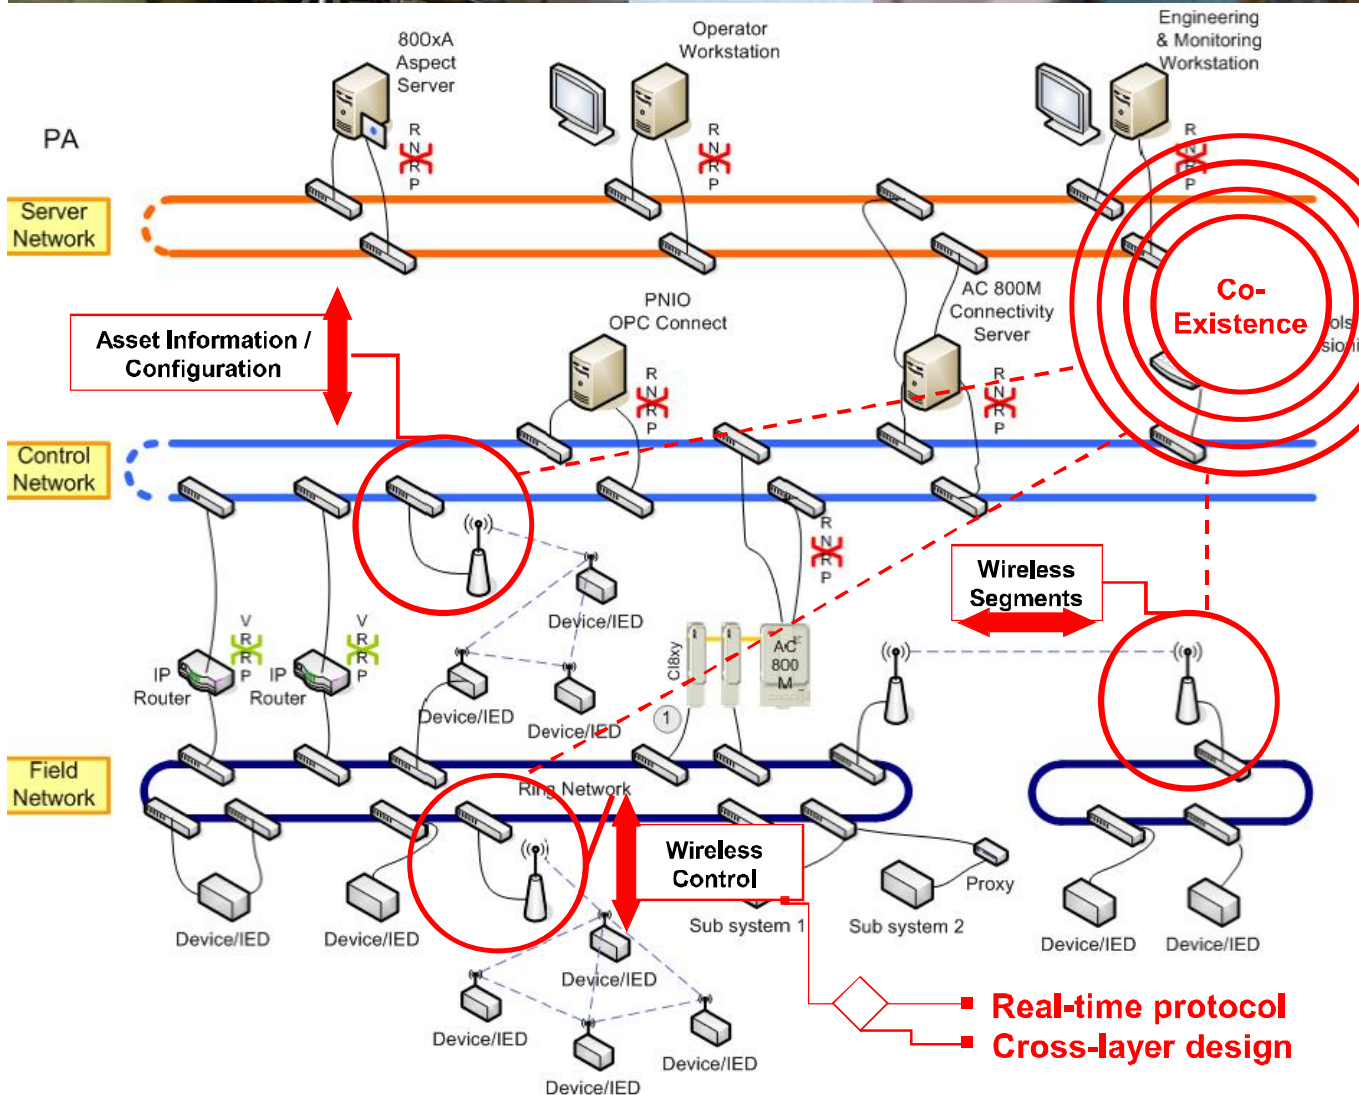 800xA
Aspect
Server
Operator
Workstation
Engineering
& Monitoring
Workstation
PA
R
N
R
P
R
N
R
P
R
N
R
P
Server
Network
Co-
Existence
ols
sioni
Asset Information /
Configuration
PNIO
OPC Connect
AC 800M
Connectivity
Server
R
N
R
P
R
N
R
P
Control
Network
R
N
R
P
Wireless
Segments
Device/IED
V
R
R
P
V
R
R
P
IP
Router
IP
Router
Device/IED
Device/IED
CI8xy
AC
800
M
1
Field
Network
Ring Network
Wireless
Control
Proxy
Device/IED
Device/IED
Sub system 1
Sub system 2
Device/IED
Device/IED
Device/IED
Device/IED
Device/IED
Device/IED
Real-time protocol
Cross-layer design